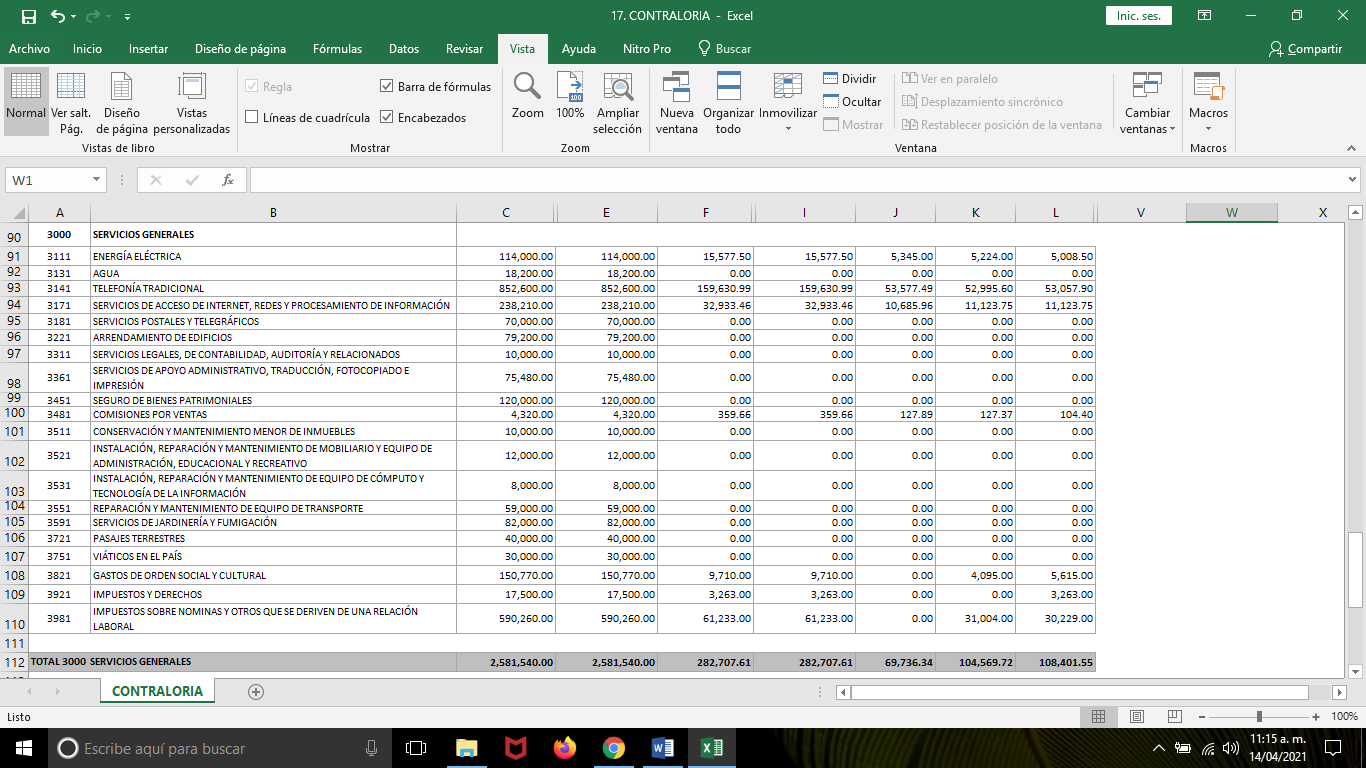 17. CONTRALORIA - Excel
Inic. ses.
Archivo Inicio Insertar Diseño de página Fórmulas Datos Revisar Vista Ayuda Nitro Pro Buscar Compartir
Normal
Ver salt. Pág.
Diseño de página
Vistas personalizadas
Vistas de libro
Regla
Barra de fórmulas
Líneas de cuadrícula
Encabezados
Mostrar
Zoom
100%
Ampliar selección
Zoom
Nueva ventana
Organizar todo
Inmovilizar
Dividir
Ocultar
Mostrar
Ver en paralelo
Desplazamiento sincrónico
Restablecer posición de la ventana
Ventana
Cambiar ventanas
Macros
Macros
W1 fx
A B C E F I J K L V W X
90 3000 SERVICIOS GENERALES
91 3111 ENERGÍA ELÉCTRICA 114,000.00 114,000.00 15,577.50 15,577.50 5,345.00 5,224.00 5,008.50
92 3131 AGUA 18,200.00 18,200.00 0.00 0.00 0.00 0.00 0.00
93 3141 TELEFONÍA TRADICIONAL 852,600.00 852,600.00 159,630.99 159,630.99 53,577.49 52,995.60 53,057.90
94 3171 SERVICIOS DE ACCESO DE INTERNET, REDES Y PROCESAMIENTO DE INFORMACIÓN 238,210.00 238,210.00 32,933.46 32,933.46 10,685.96 11,123.75 11,123.75
95 3181 SERVICIOS POSTALES Y TELEGRÁFICOS 70,000.00 70,000.00 0.00 0.00 0.00 0.00 0.00
96 3221 ARRENDAMIENTO DE EDIFICIOS 79,200.00 79,200.00 0.00 0.00 0.00 0.00 0.00
97 3311 SERVICIOS LEGALES, DE CONTABILIDAD, AUDITORÍA Y RELACIONADOS 10,000.00 10,000.00 0.00 0.00 0.00 0.00 0.00
98 3361 SERVICIOS DE APOYO ADMINISTRATIVO, TRADUCCIÓN, FOTOCOPIADO E
IMPRESIÓN 75,480.00 75,480.00 0.00 0.00 0.00 0.00 0.00
99 3451 SEGURO DE BIENES PATRIMONIALES 120,000.00 120,000.00 0.00 0.00 0.00 0.00 0.00
100 3481 COMISIONES POR VENTAS 4,320.00 4,320.00 359.66 359.66 127.89 127.37 104.40
101 3511 CONSERVACIÓN Y MANTENIMIENTO MENOR DE INMUEBLES 10,000.00 10,000.00 0.00 0.00 0.00 0.00 0.00
102 3521 INSTALACIÓN, REPARACIÓN Y MANTENIMIENTO DE MOBILIARIO Y EQUIPO DE
ADMINISTRACIÓN, EDUCACIONAL Y RECREATIVO 12,000.00 12,000.00 0.00 0.00 0.00 0.00 0.00
103 3531 INSTALACIÓN, REPARACIÓN Y MANTENIMIENTO DE EQUIPO DE CÓMPUTO Y
TECNOLOGÍA DE LA INFORMACIÓN 8,000.00 8,000.00 0.00 0.00 0.00 0.00 0.00
104 3551 REPARACIÓN Y MANTENIMIENTO DE EQUIPO DE TRANSPORTE 59,000.00 59,000.00 0.00 0.00 0.00 0.00 0.00
105 3591 SERVICIOS DE JARDINERÍA Y FUMIGACIÓN 82,000.00 82,000.00 0.00 0.00 0.00 0.00 0.00
106 3721 PASAJES TERRESTRES 40,000.00 40,000.00 0.00 0.00 0.00 0.00 0.00
107 3751 VIÁTICOS EN EL PAÍS 30,000.00 30,000.00 0.00 0.00 0.00 0.00 0.00
108 3821 GASTOS DE ORDEN SOCIAL Y CULTURAL 150,770.00 150,770.00 9,710.00 9,710.00 0.00 4,095.00 5,615.00
109 3921 IMPUESTOS Y DERECHOS 17,500.00 17,500.00 3,263.00 3,263.00 0.00 0.00 3,263.00
110 3981 IMPUESTOS SOBRE NOMINAS Y OTROS QUE SE DERIVEN DE UNA RELACIÓN
LABORAL 590,260.00 590,260.00 61,233.00 61,233.00 0.00 31,004.00 30,229.00
111
112 TOTAL 3000 SERVICIOS GENERALES 2,581,540.00 2,581,540.00 282,707.61 282,707.61 69,736.34 104,569.72 108,401.55
CONTRALORIA
Listo 100%
Escribe aquí para buscar
11:15 a. m.
14/04/2021